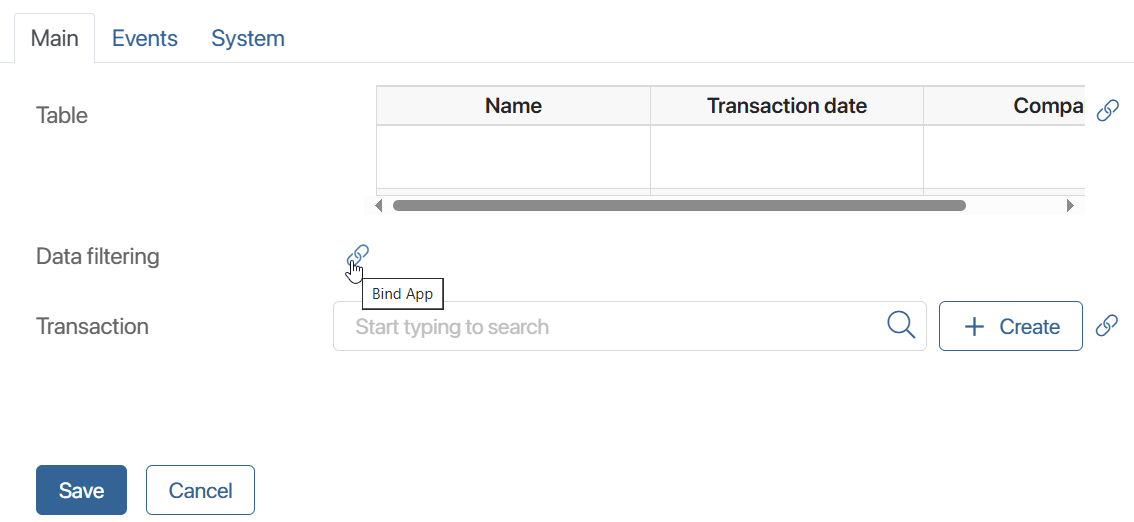 Main Events System
Table
Name Transaction date Compa
Data filtering
Bind App
Transaction Start typing to search Create
Save Cancel